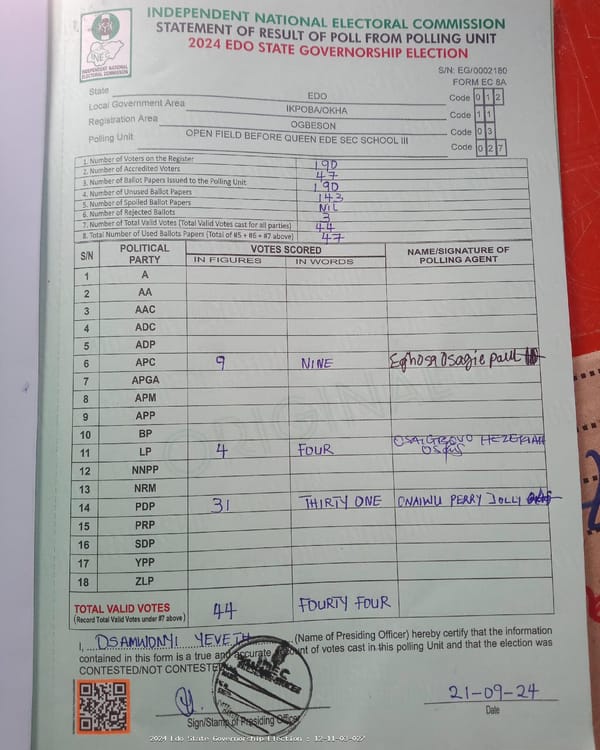 INDEPENDENT NATIONAL ELECTORAL COMMISSION
STATEMENT OF RESULT OF POLL FROM POLLING UNIT
2024 EDO STATE GOVERNORSHIP ELECTION
INEC
INDEPENDENT NATIONAL ELECTORAL COMMISSION
S/N: EG/0002180
FORM EC 8A
State EDO Code 0 1 2
Local Government Area IKPOBA/OKHA Code 1 1
Registration Area OGBESON Code 0 3
Polling Unit OPEN FIELD BEFORE QUEEN EDE SEC SCHOOL III Code 0 2 7
1. Number of Voters on the Register 190
2. Number of Accredited Voters 47
3. Number of Ballot Papers Issued to the Polling Unit 190
4. Number of Unused Ballot Papers 143
5. Number of Spoiled Ballot Papers NIL
6. Number of Rejected Ballots 3
7. Number of Total Valid Votes (Total Valid Votes cast for all parties) 44
8. Total Number of Used Ballots Papers (Total of #5 + #6 + #7 above) 47
S/N POLITICAL PARTY VOTES SCORED NAME/SIGNATURE OF POLLING AGENT
IN FIGURES IN WORDS
1 A
2 AA
3 AAC
4 ADC
5 ADP
6 APC 9 NINE Eghosa Osagie paul
7 APGA
8 APM
9 APP
10 BP
11 LP 4 FOUR HEZEKIAH
12 NNPP
13 NRM
14 PDP 31 THIRTY ONE ONAIWU PERRY JOLLY
15 PRP
16 SDP
17 YPP
18 ZLP
ORIGINAL
TOTAL VALID VOTES 44 FOURTY FOUR
(Record Total Valid Votes under #7 above)
I, OSAMWONYI YEVETH (Name of Presiding Officer) hereby certify that the information
contained in this form is a true and accurate account of votes cast in this polling unit and that the election was
CONTESTED/NOT CONTESTED
INEC
21-09-24
Sign/Stamp of Presiding Officer Date
2024 Edo State Governorship Election : 12-11-03-027